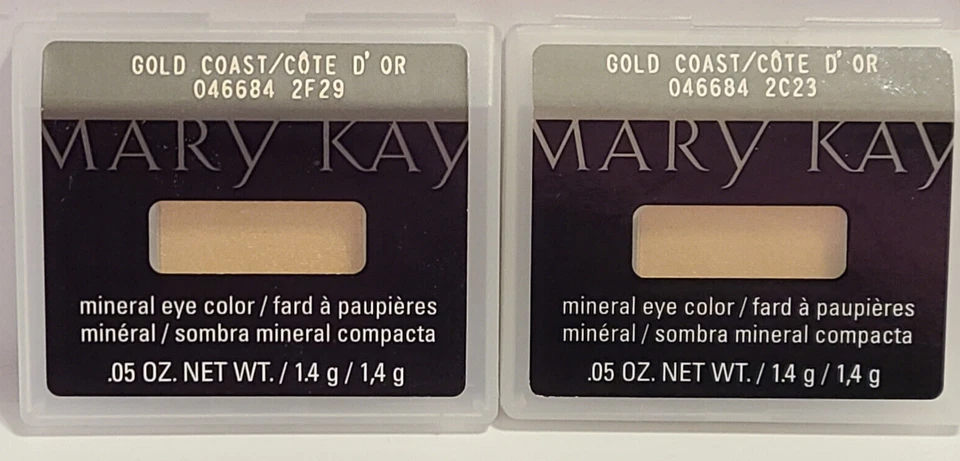 GOLD COAST/CÔTE D'OR
046684 2F29
MARY KAY
mineral eye color / fard à paupières
minéral / sombra mineral compacta
.05 OZ. NET WT. / 1.4 g / 1,4 g
GOLD COAST/CÔTE D'OR
046684 2C23
MARY KAY
mineral eye color / fard à paupières
minéral / sombra mineral compacta
.05 OZ. NET WT. / 1.4 g / 1,4 g